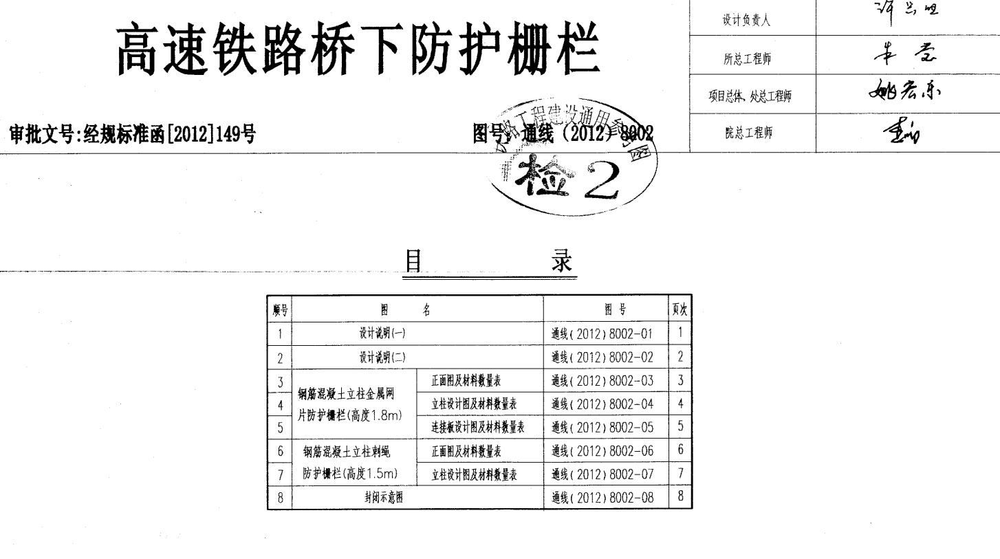 高速铁路桥下防护栅栏
审批文号:经规标准函[2012]149号
图号: 通线（2012）8002
设计负责人
所总工程师
项目总体、处总工程师 姚宏乐
院总工程师
路工程建设通用参考图
检2
目 录
顺号 图 名 图 号 页次
1 设计说明(一) 通线(2012)8002-01 1
2 设计说明(二) 通线(2012)8002-02 2
钢筋混凝土立柱金属网
片防护栅栏(高度1.8m)
3 正面图及材料数量表 通线(2012)8002-03 3
4 立柱设计图及材料数量表 通线(2012)8002-04 4
5 连接板设计图及材料数量表 通线(2012)8002-05 5
钢筋混凝土立柱刺绳
防护栅栏(高度1.5m)
6 正面图及材料数量表 通线(2012)8002-06 6
7 立柱设计图及材料数量表 通线(2012)8002-07 7
8 封闭示意图 通线(2012)8002-08 8